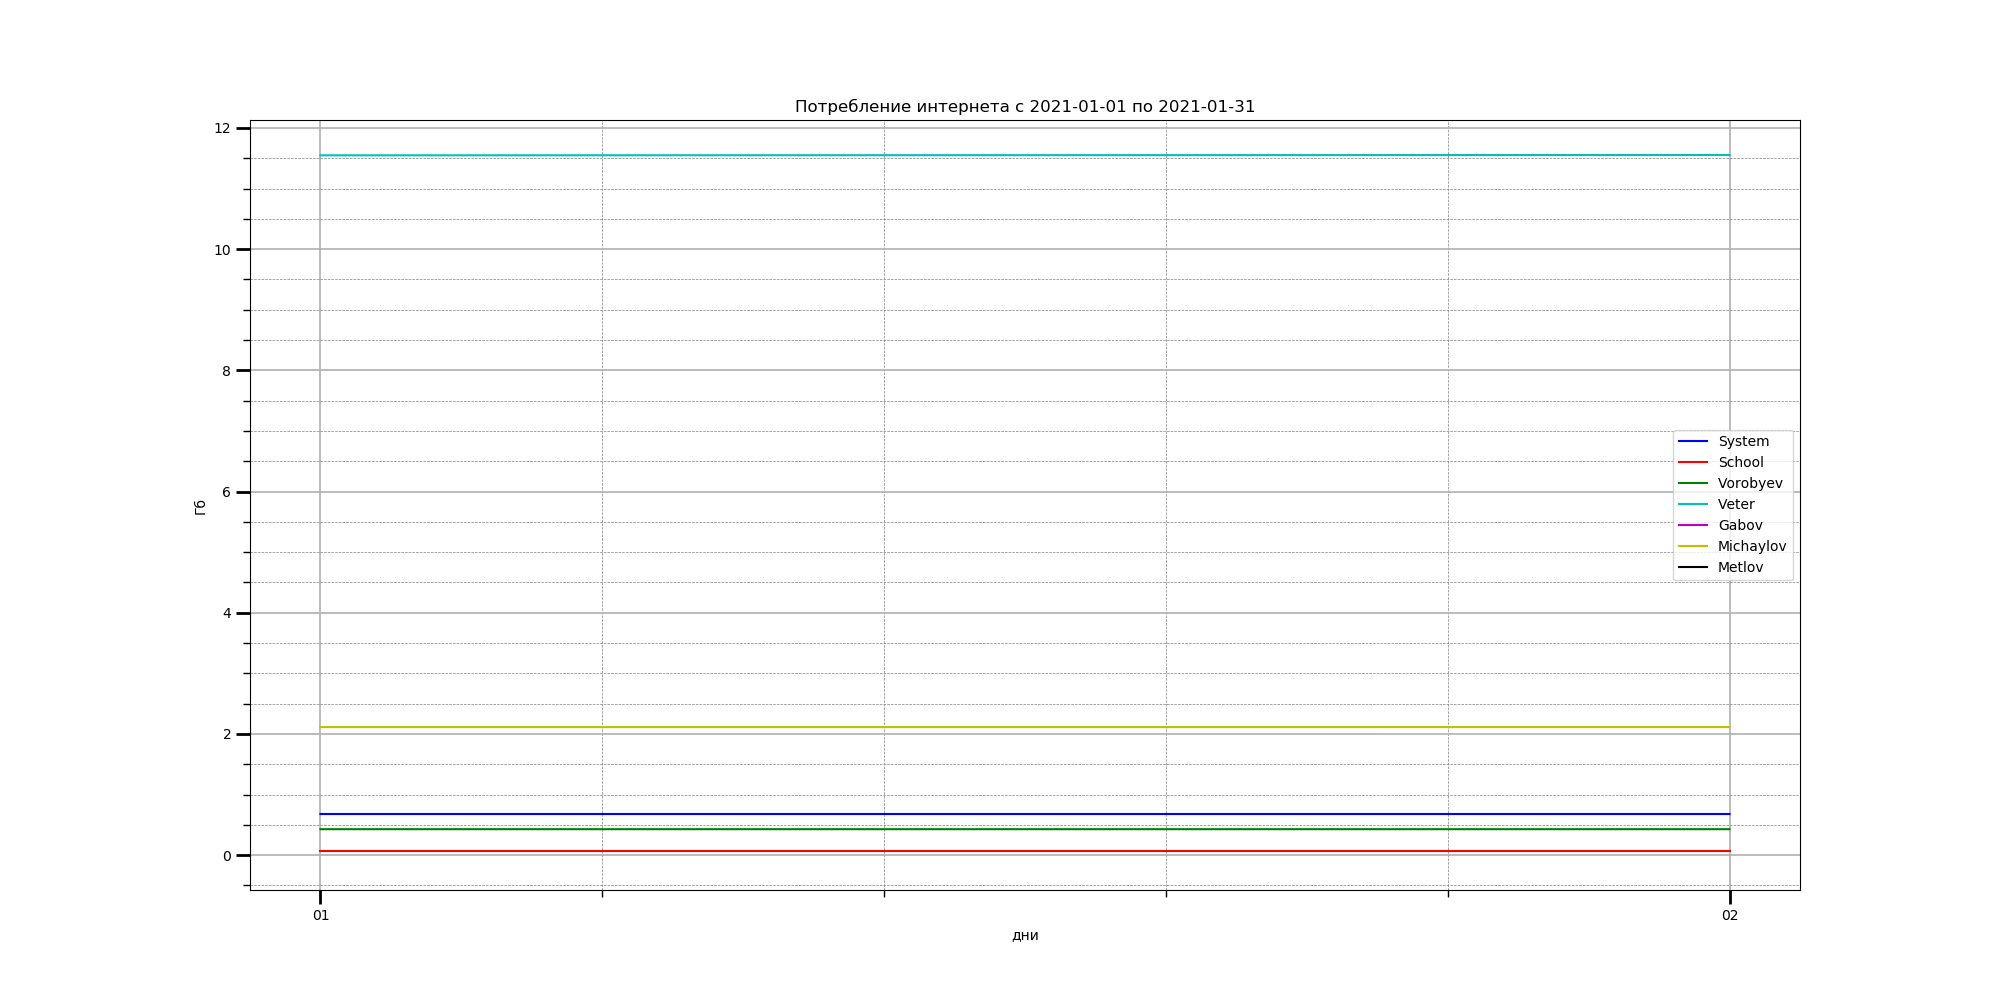 Потребление интернета с 2021-01-01 по 2021-01-31
12
10
8
6
4
2
0
Гб
System
School
Vorobyev
Veter
Gabov
Michaylov
Metlov
01
02
дни